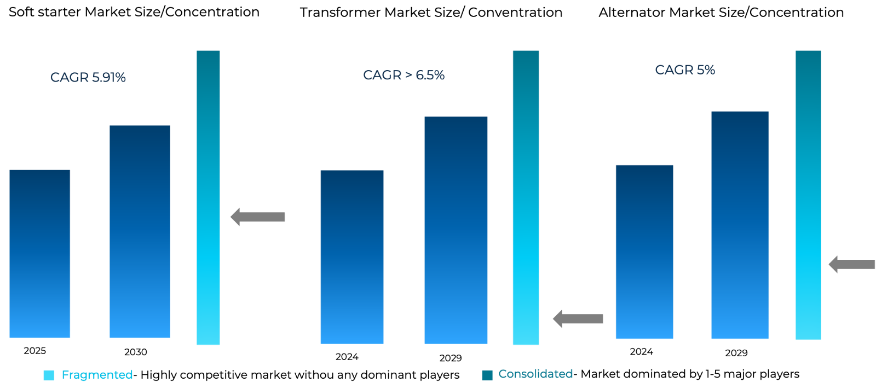 Soft starter Market Size/Concentration
Transformer Market Size/ Conventration
Alternator Market Size/Concentration
CAGR 5.91%
CAGR > 6.5%
CAGR 5%
2025
2030
2024
2029
2024
2029
Fragmented- Highly competitive market withou any dominant players
Consolidated- Market dominated by 1-5 major players